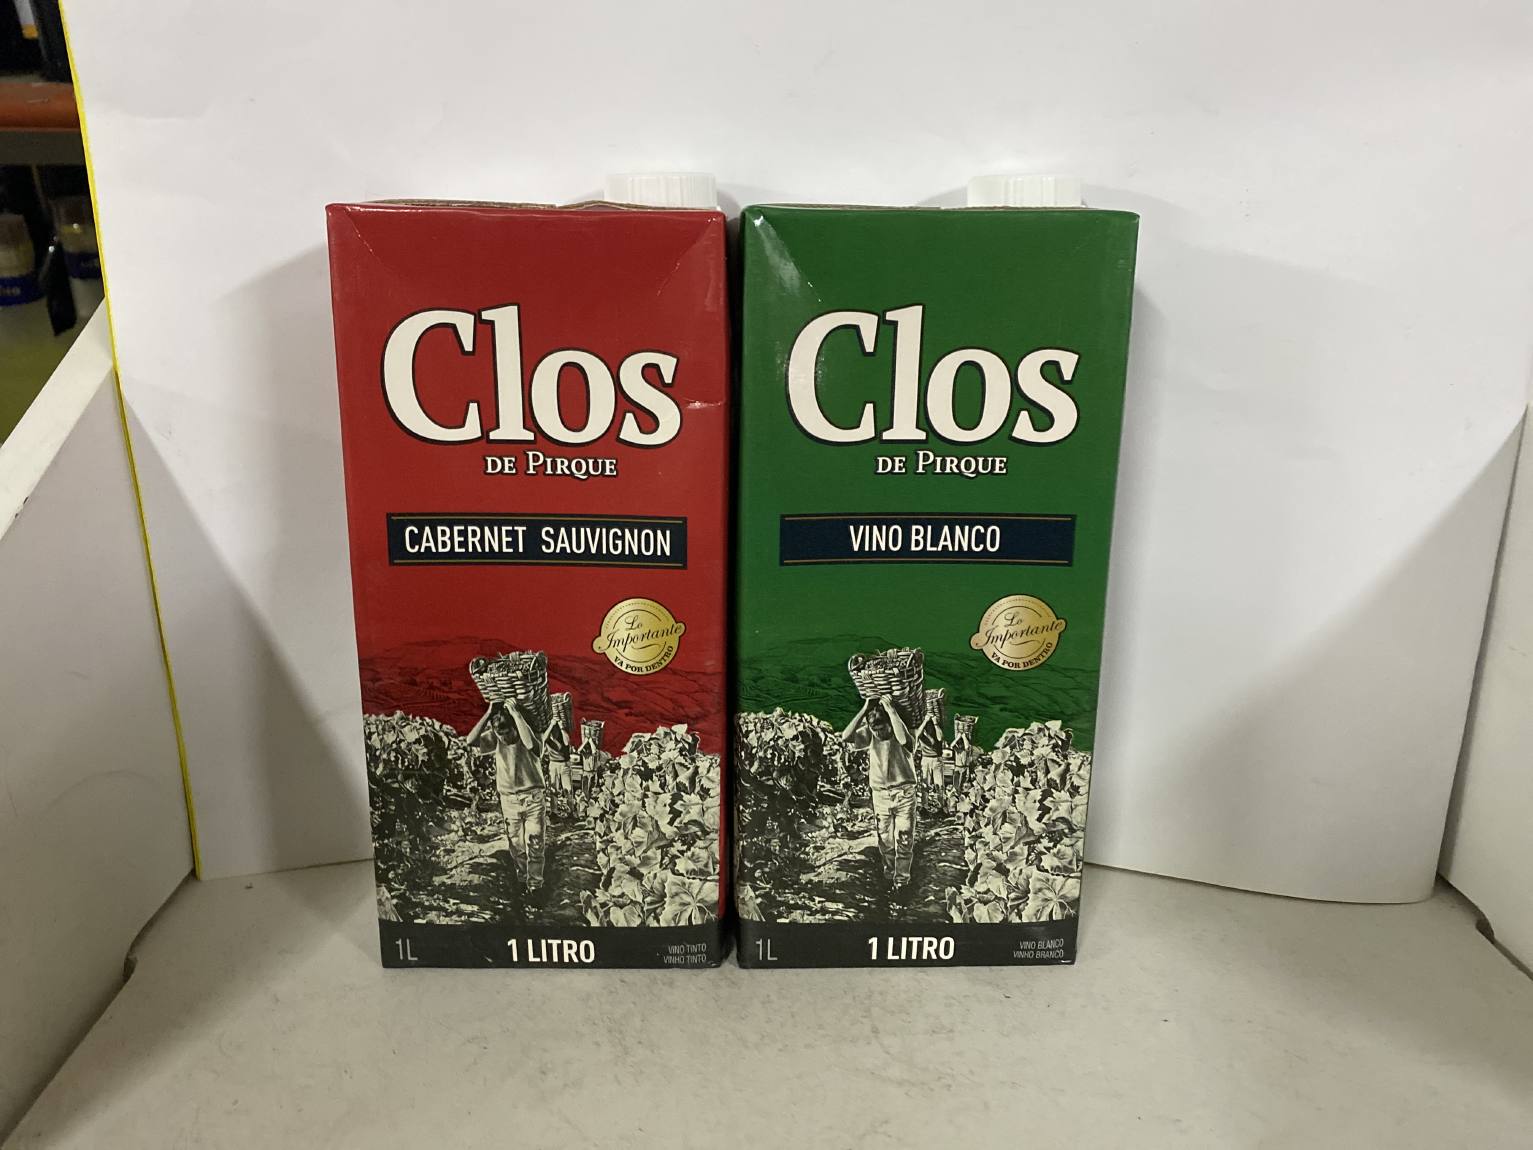 Clos
DE PIRQUE
CABERNET SAUVIGNON
Lo
Importante
VA POR DENTRO
1L
1 LITRO
VINO TINTO
VINHO TINTO
Clos
DE PIRQUE
VINO BLANCO
Lo
Importante
VA POR DENTRO
1L
1 LITRO
VINO BLANCO
VINHO BRANCO